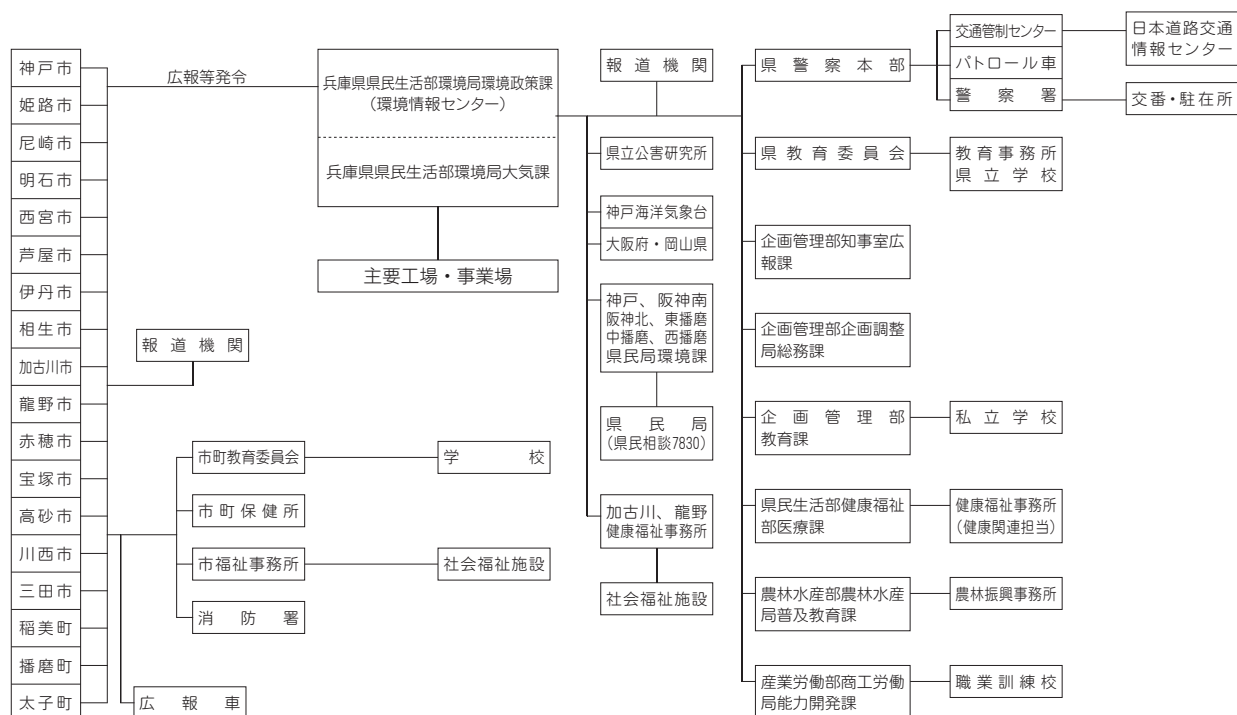 神戸市
姫路市
尼崎市
明石市
西宮市
芦屋市
伊丹市
相生市
加古川市
龍野市
赤穂市
宝塚市
高砂市
川西市
三田市
稲美町
播磨町
太子町
広報等発令
兵庫県県民生活部環境局環境政策課
（環境情報センター）
兵庫県県民生活部環境局大気課
主要工場・事業場
報道機関
市町教育委員会
学校
市町保健所
市福祉事務所
社会福祉施設
消防署
広報車
報道機関
県立公害研究所
神戸海洋気象台
大阪府・岡山県
神戸、阪神南
阪神北、東播磨
中播磨、西播磨
県民局環境課
県民局
（県民相談7830）
加古川、龍野
健康福祉事務所
社会福祉施設
県警察本部
交通管制センター
パトロール車
警察署
日本道路交通
情報センター
交番・駐在所
県教育委員会
教育事務所
県立学校
企画管理部知事室広
報課
企画管理部企画調整
局総務課
企画管理部
教育課
私立学校
県民生活部健康福祉
部医療課
健康福祉事務所
（健康関連担当）
農林水産部農林水産
局普及教育課
農林振興事務所
産業労働部商工労働
局能力開発課
職業訓練校